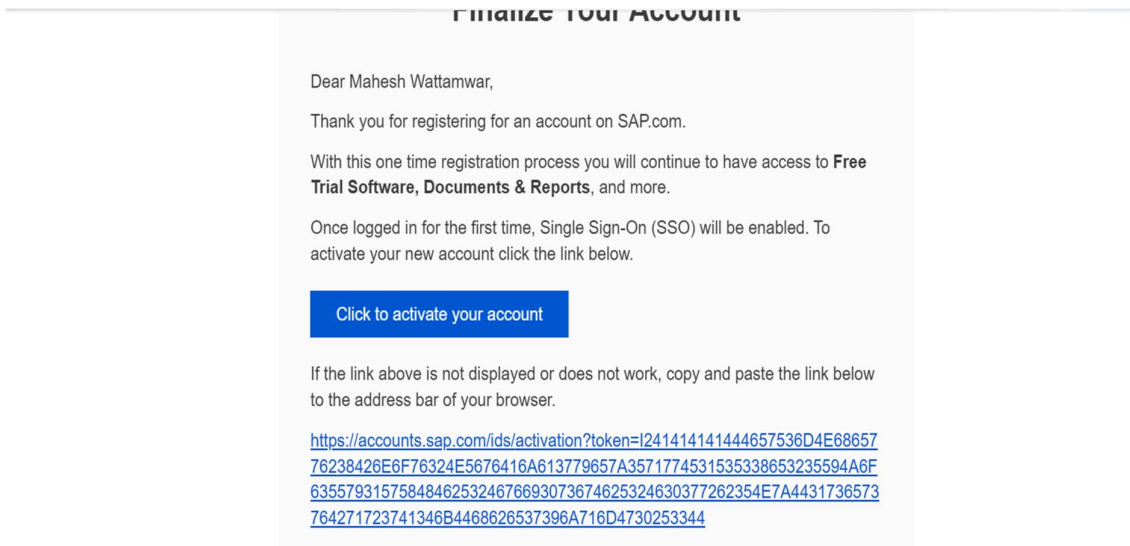 Finalize Your Account
Dear Mahesh Wattamwar,
Thank you for registering for an account on SAP.com.
With this one time registration process you will continue to have access to Free
Trial Software, Documents & Reports, and more.
Once logged in for the first time, Single Sign-On (SSO) will be enabled. To
activate your new account click the link below.
Click to activate your account
If the link above is not displayed or does not work, copy and paste the link below
to the address bar of your browser.
https://accounts.sap.com/ids/activation?token=I241414141444657536D4E68657
76238426E6F76324E5676416A613779657A3571774531535338653235594A6F
6355793157584846253246766930736746253246303772623 54E7A4431736573
764271723741346B4468626537396A716D4730253344